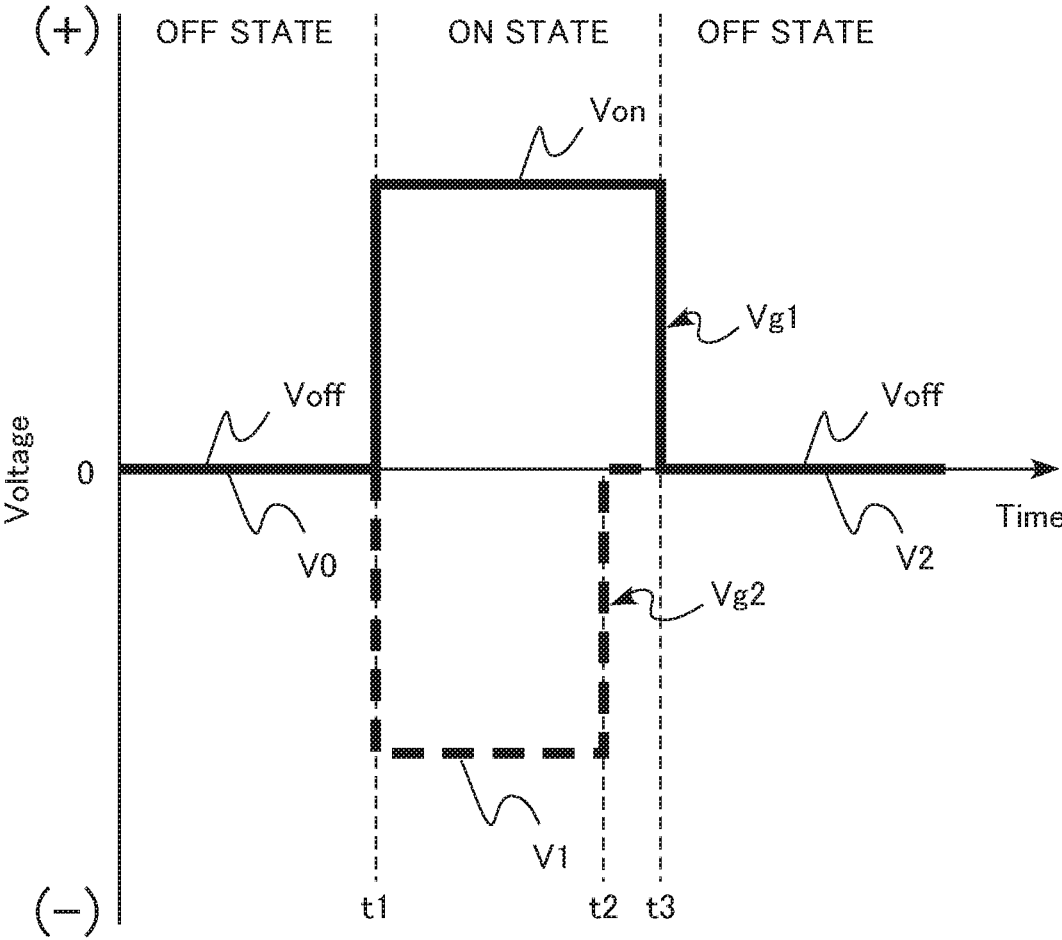 (+)
OFF STATE
ON STATE
OFF STATE
Von
Vg1
Voff
Voff
Voltage
0
Time
V0
V2
Vg2
V1
(−)
t1
t2
t3